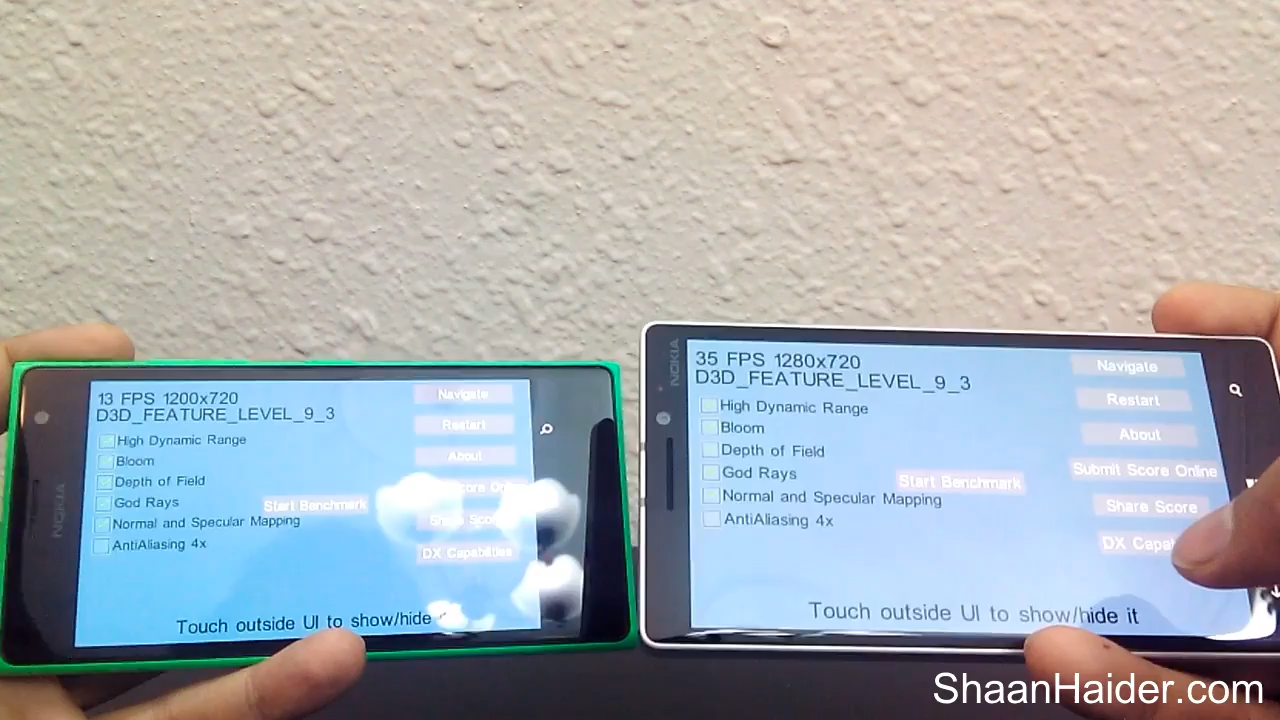 NOKIA
13 FPS 1200x720
D3D_FEATURE_LEVEL_9_3
High Dynamic Range
Bloom
Depth of Field
God Rays
Normal and Specular Mapping
AntiAliasing 4x
Start Benchmark
Navigate
Restart
About
Score
Share
DX Capabilities
Touch outside UI to show/hide
NOKIA
35 FPS 1280x720
D3D_FEATURE_LEVEL_9_3
High Dynamic Range
Bloom
Depth of Field
God Rays
Normal and Specular Mapping
AntiAliasing 4x
Start Benchmark
Navigate
Restart
About
Submit Score Online
Share Score
DX
Touch outside UI to show/hide it
ShaanHaider.com